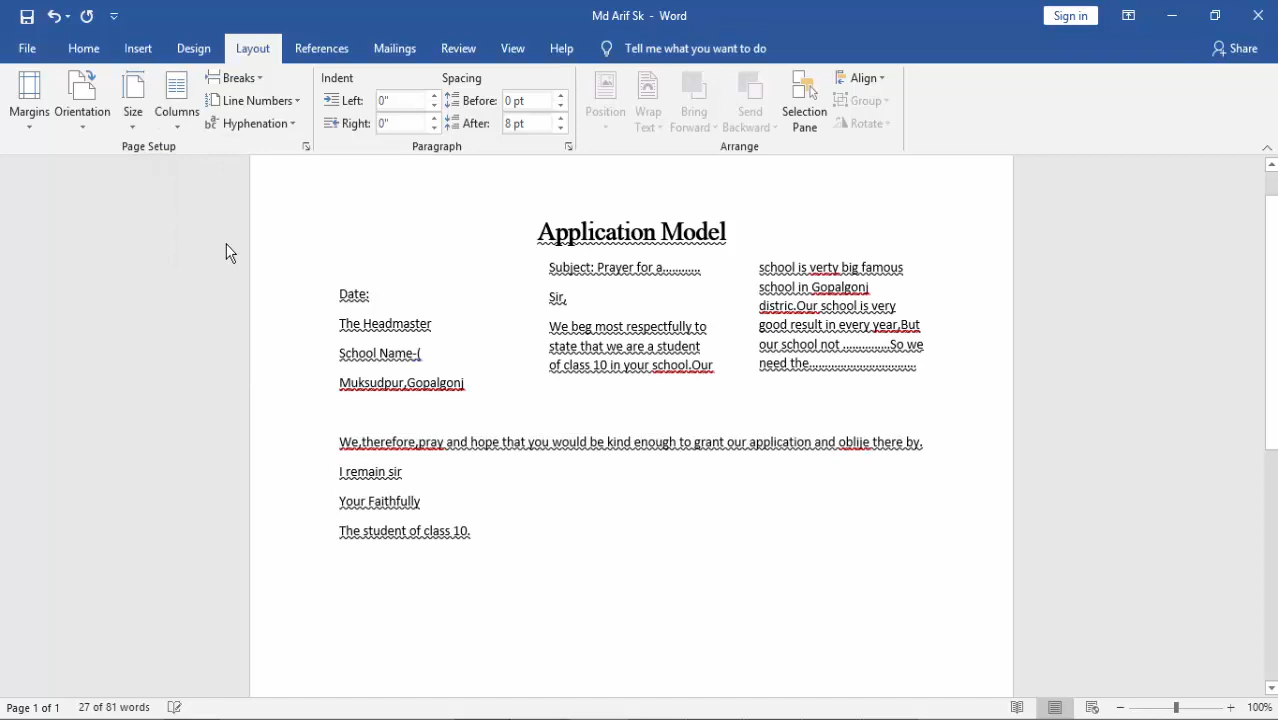 Md Arif Sk - Word
Sign in
File Home Insert Design Layout References Mailings Review View Help Tell me what you want to do Share
Margins
Orientation
Size
Columns
Breaks
Line Numbers
Hyphenation
Page Setup
Indent
Left: 0"
Right: 0"
Spacing
Before: 0 pt
After: 8 pt
Paragraph
Position
Wrap
Text
Bring
Forward
Send
Backward
Selection
Pane
Align
Group
Rotate
Arrange
Application Model
Date:
The Headmaster
School Name-(
Muksudpur,Gopalgonj
Subject: Prayer for a...........
Sir,
We beg most respectfully to
state that we are a student
of class 10 in your school.Our
school is verty big famous
school in Gopalgonj
distric.Our school is very
good result in every year,But
our school not ..............So we
need the................................
We,therefore,pray and hope that you would be kind enough to grant our application and oblije there by.
I remain sir
Your Faithfully
The student of class 10.
Page 1 of 1 27 of 81 words
100%